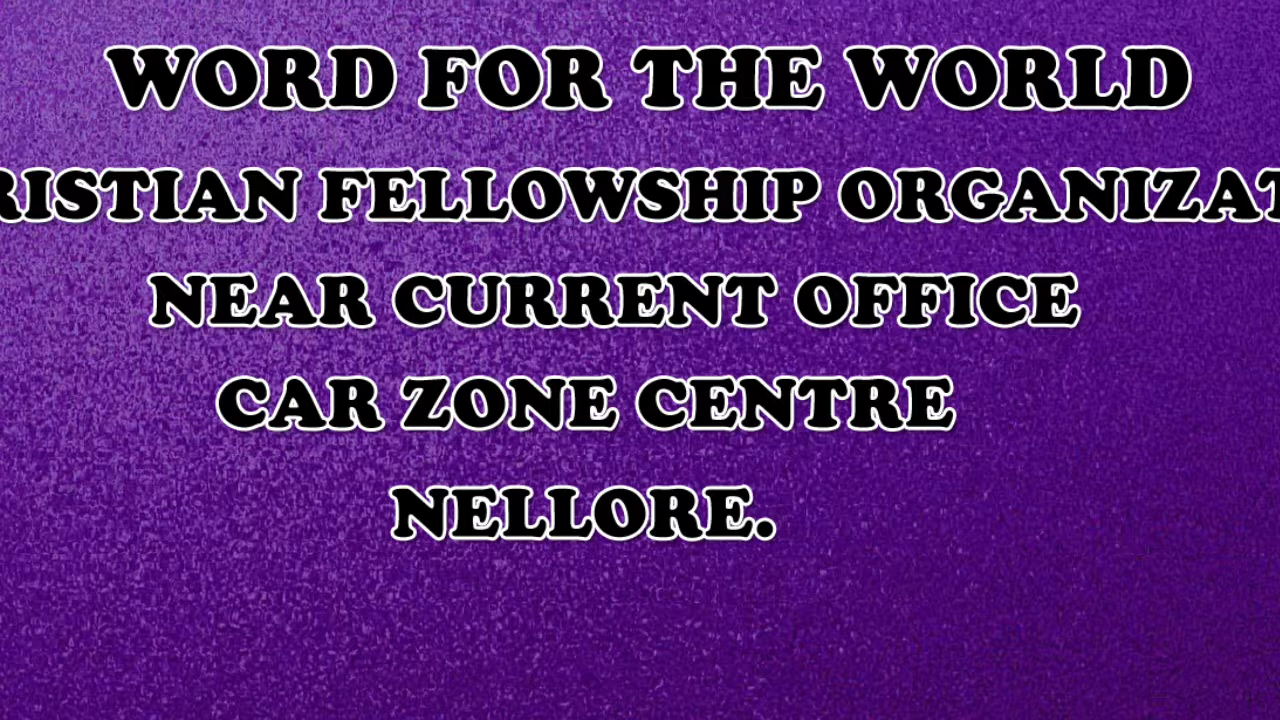 WORD FOR THE WORLD
RISTIAN FELLOWSHIP ORGANIZAT
NEAR CURRENT OFFICE
CAR ZONE CENTRE
NELLORE.